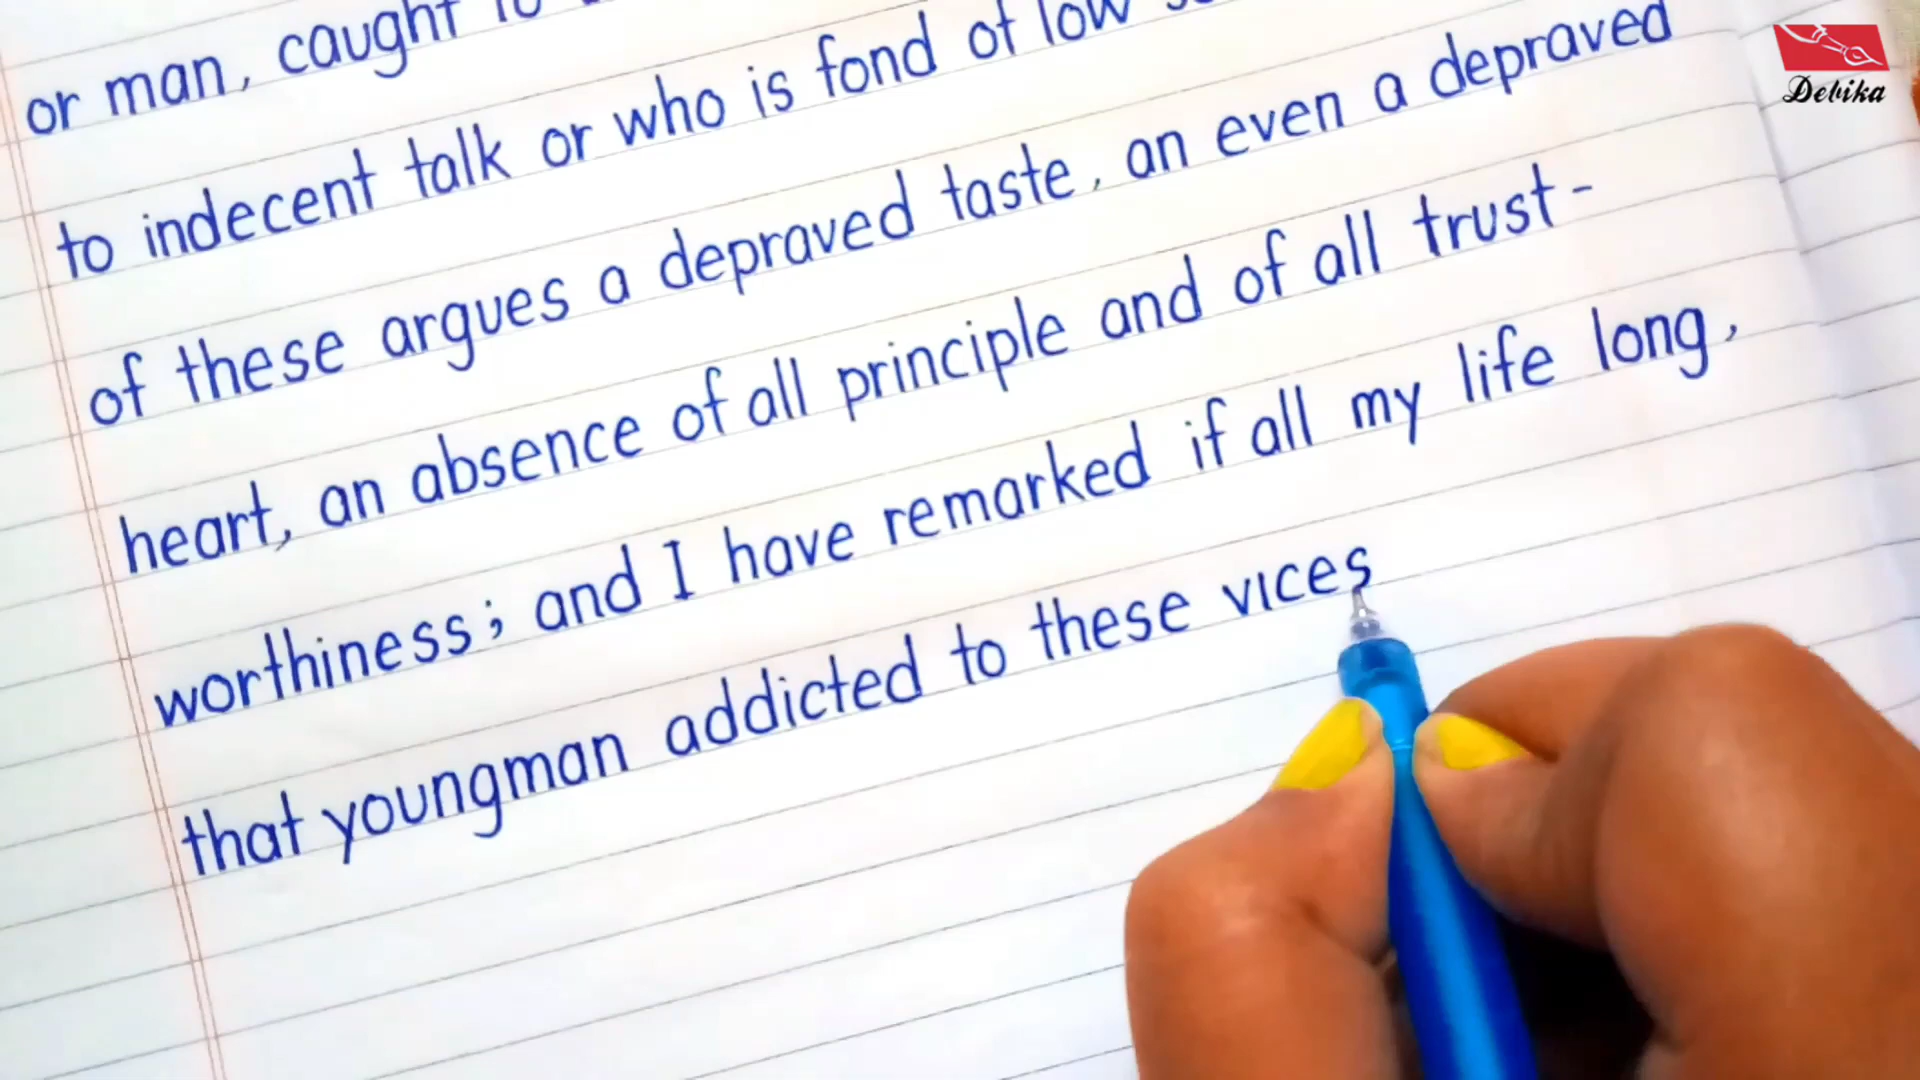 or man, caught
to indecent talk or who is fond of low
of these argues a depraved taste, an even a depraved
heart, an absence of all principle and of all trust-
worthiness; and I have remarked if all my life long,
that youngman addicted to these vices
Debika